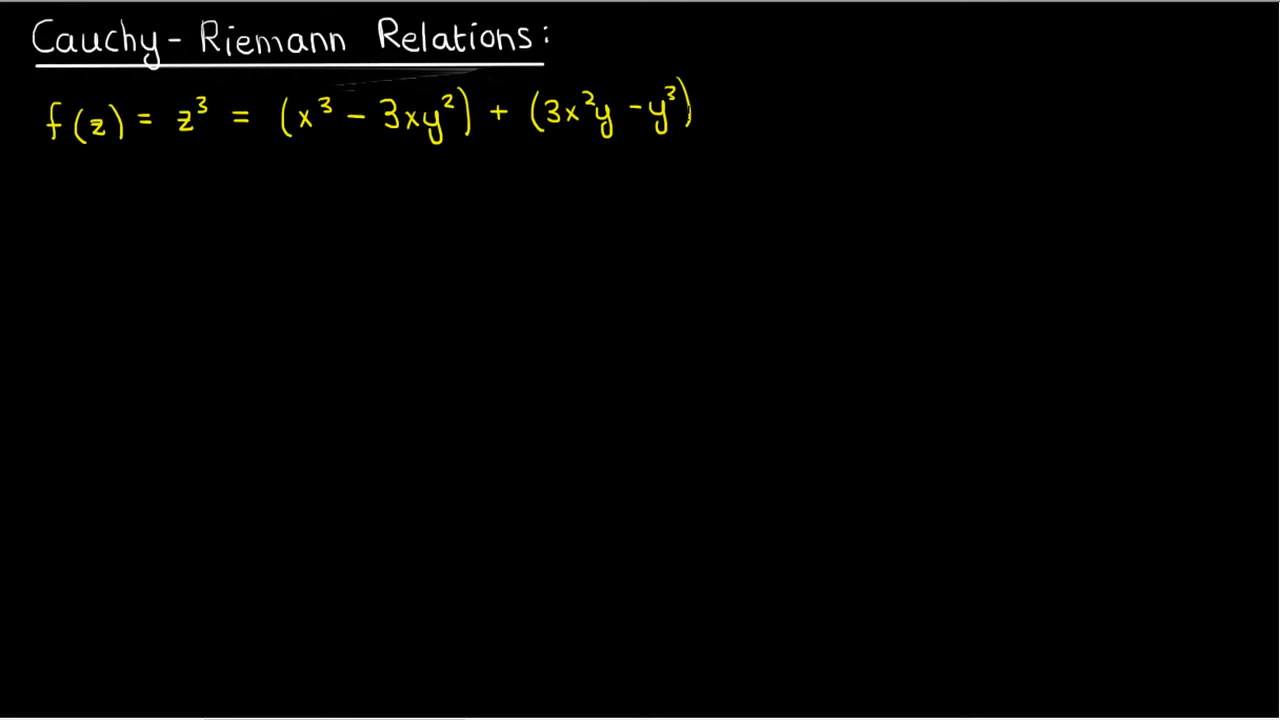 Cauchy - Riemann Relations:
f(z) = z³ = (x³ - 3xy²) + (3x²y - y³)